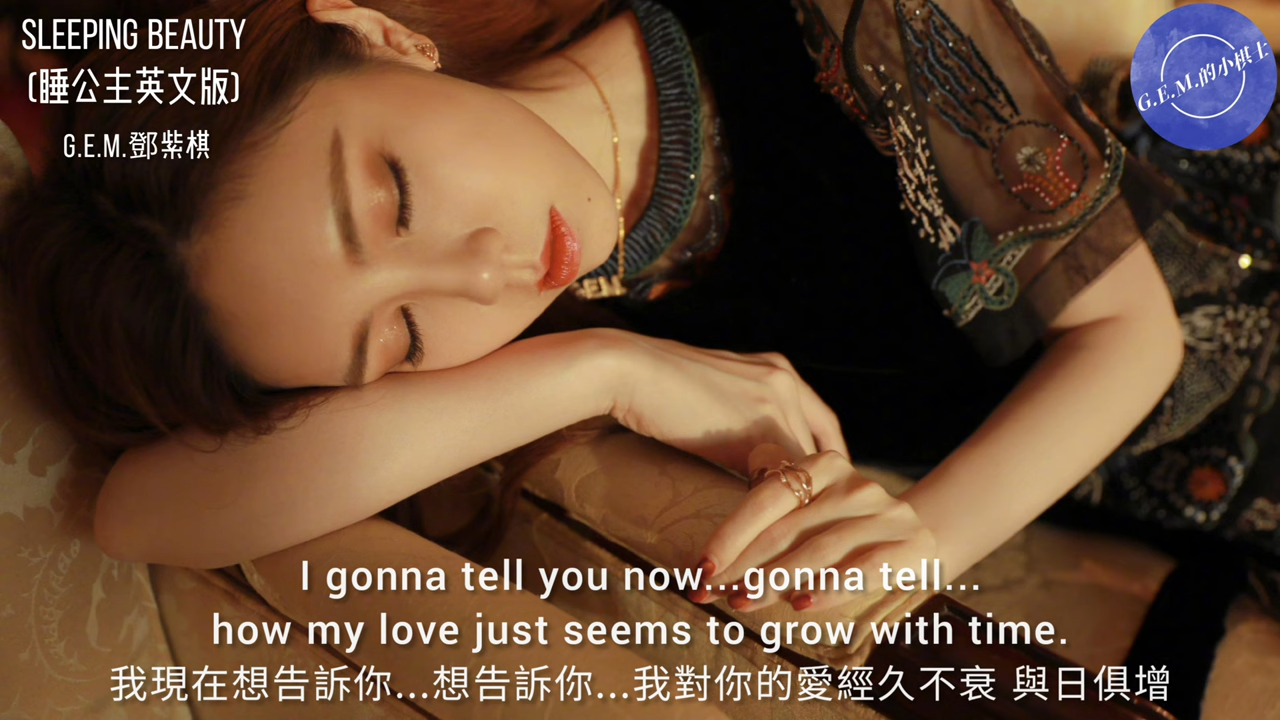 SLEEPING BEAUTY
(睡公主英文版)
G.E.M.鄧紫棋
G.E.M.的小棋士
I gonna tell you now...gonna tell...
how my love just seems to grow with time.
我現在想告訴你...想告訴你...我對你的愛經久不衰 與日俱增